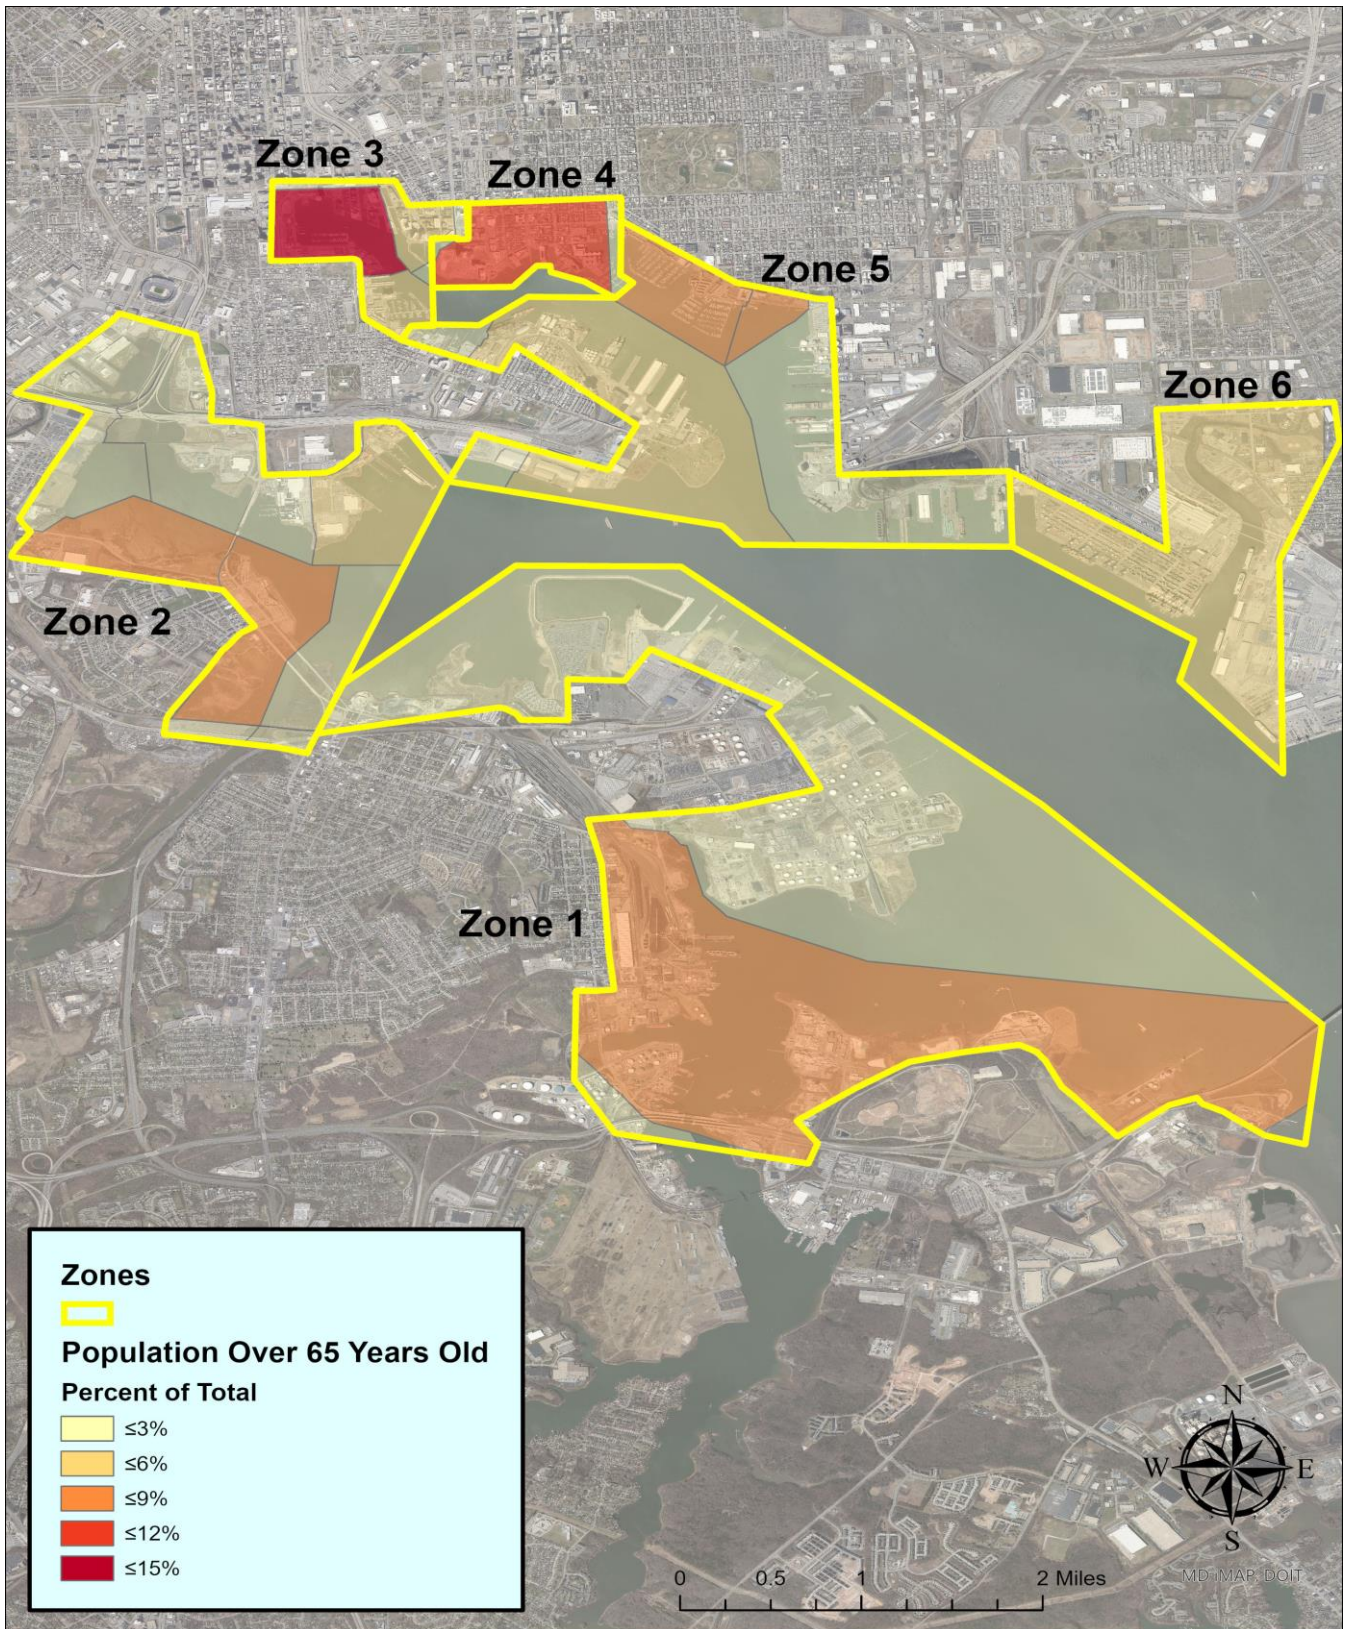 Zone 3
Zone 4
Zone 5
Zone 6
Zone 2
Zone 1
Zones
Population Over 65 Years Old
Percent of Total
≤3%
≤6%
≤9%
≤12%
≤15%
N
W E
S
0 0.5 1 2 Miles
MD iMAP, DOIT